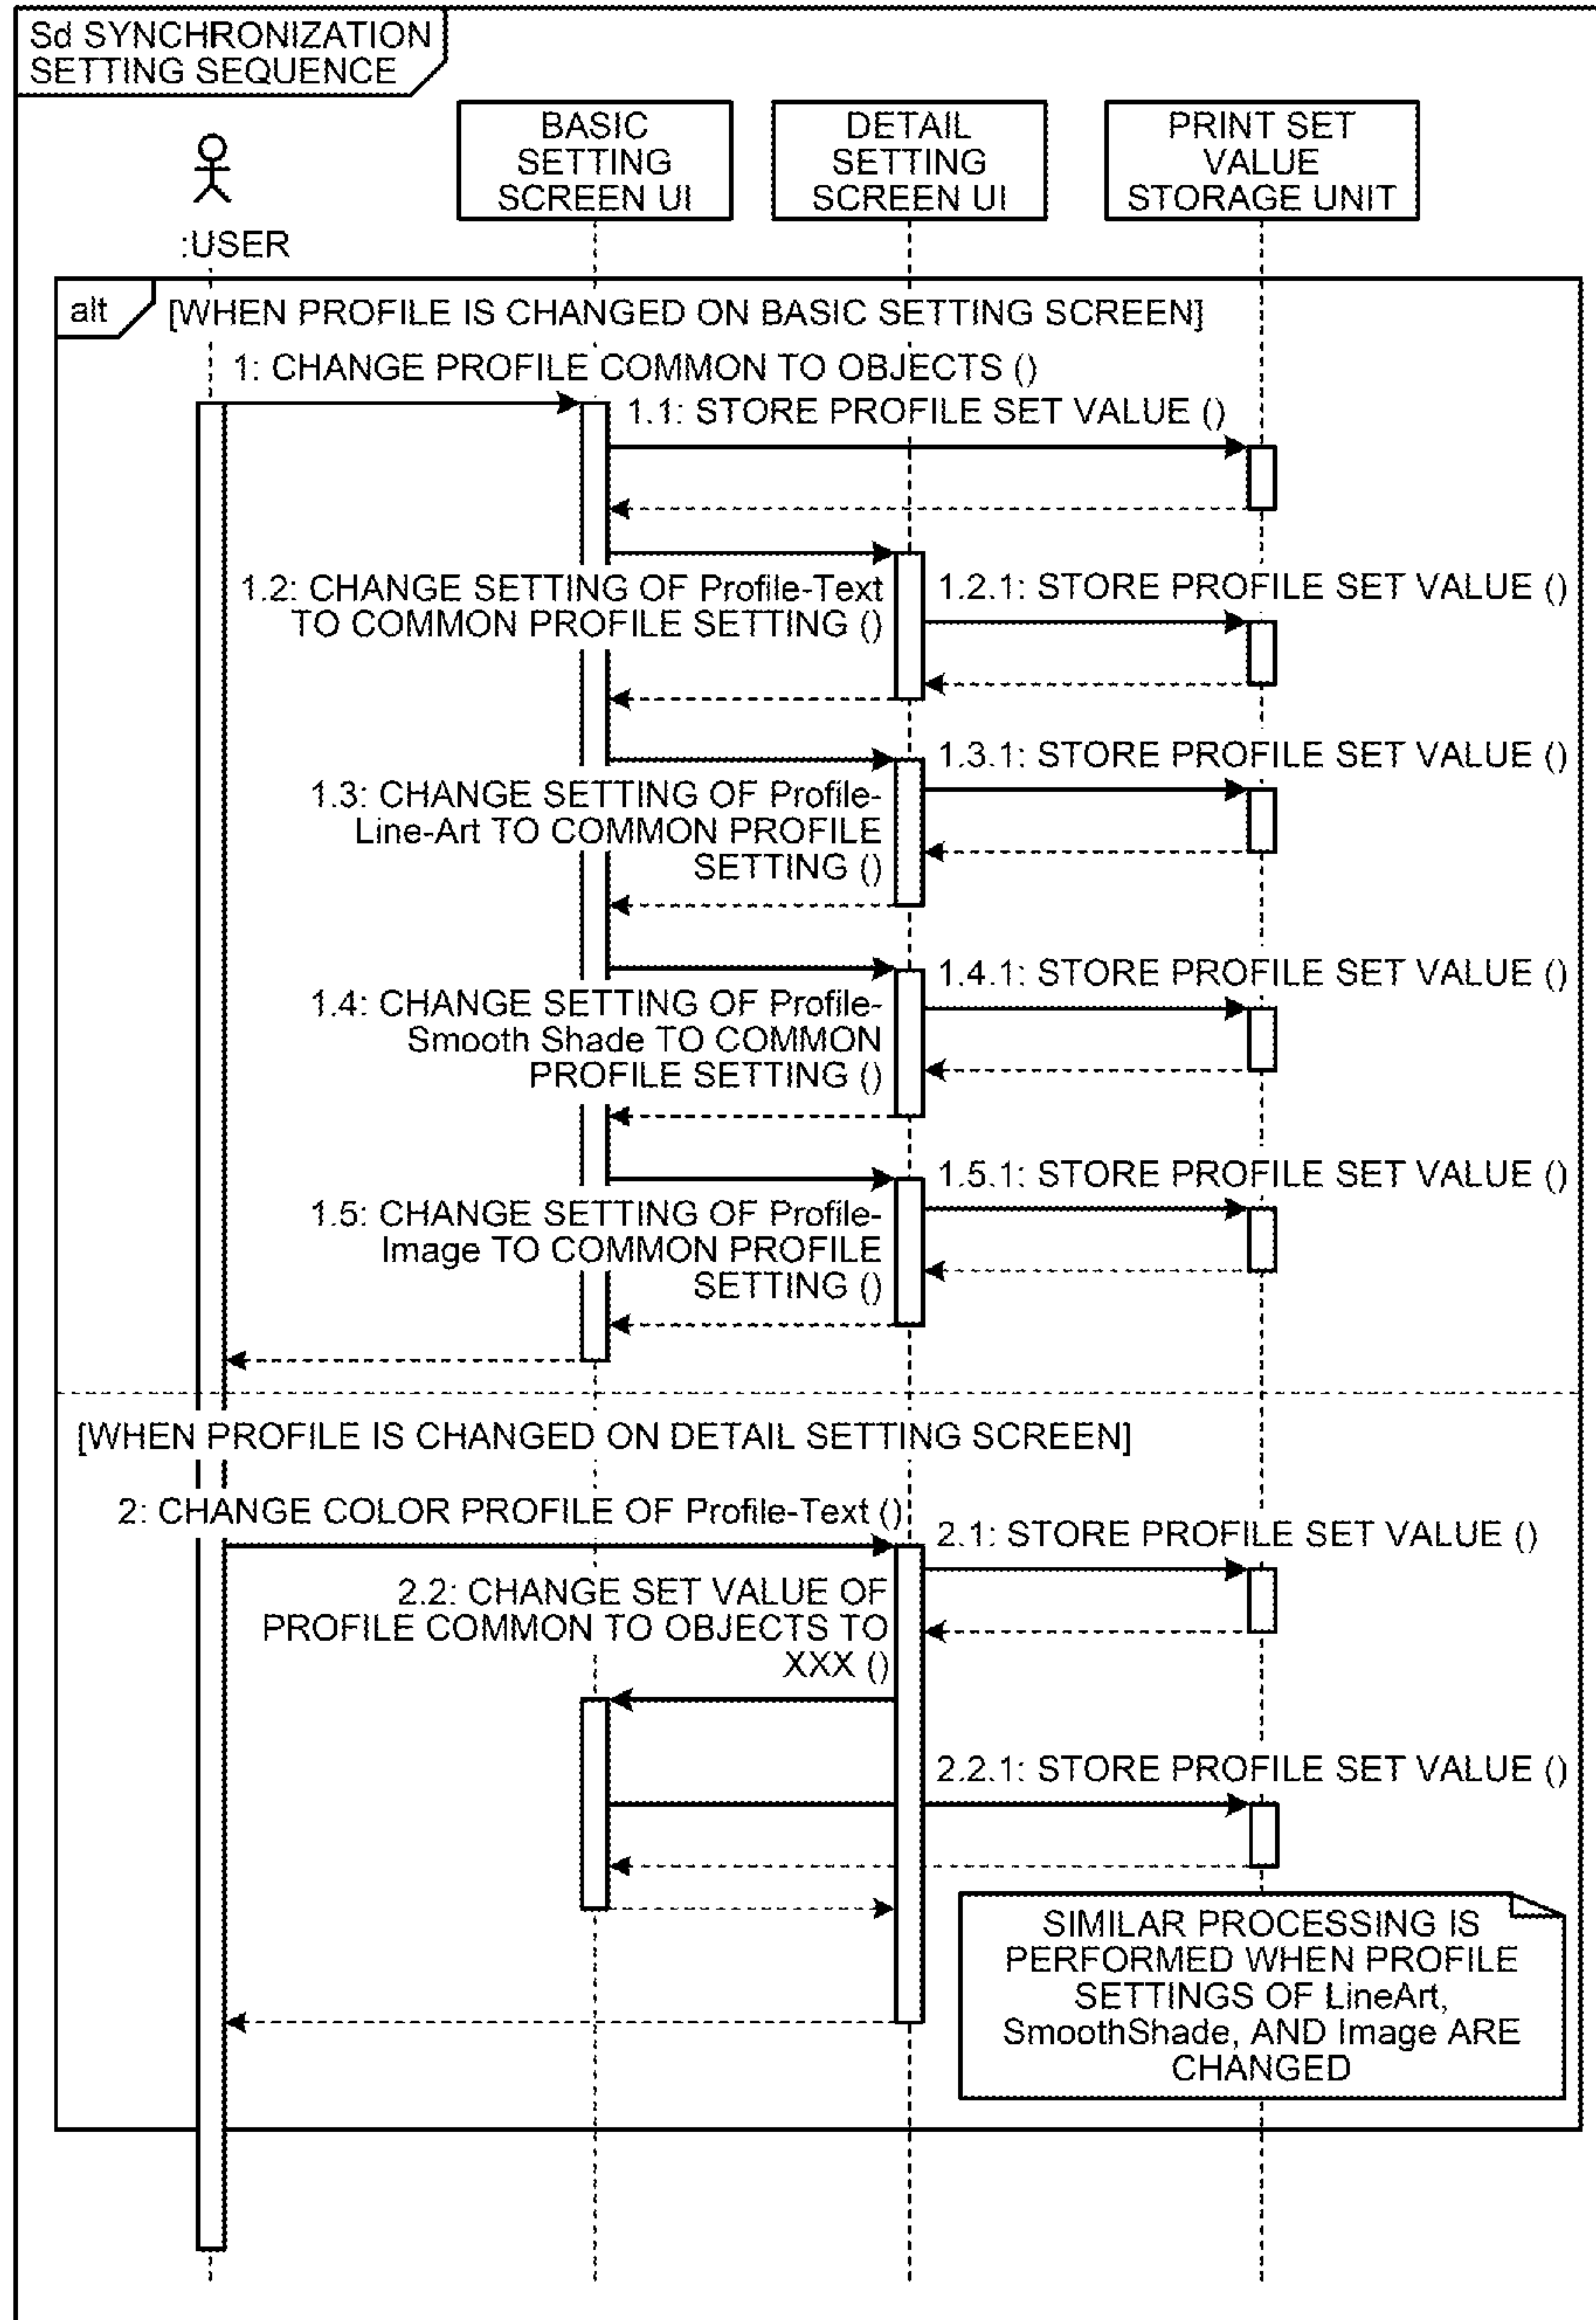 Sd SYNCHRONIZATION
SETTING SEQUENCE
:USER
BASIC
SETTING
SCREEN UI
DETAIL
SETTING
SCREEN UI
PRINT SET
VALUE
STORAGE UNIT
alt
[WHEN PROFILE IS CHANGED ON BASIC SETTING SCREEN]
1: CHANGE PROFILE COMMON TO OBJECTS ()
1.1: STORE PROFILE SET VALUE ()
1.2: CHANGE SETTING OF Profile-Text
TO COMMON PROFILE SETTING ()
1.2.1: STORE PROFILE SET VALUE ()
1.3: CHANGE SETTING OF Profile-
Line-Art TO COMMON PROFILE
SETTING ()
1.3.1: STORE PROFILE SET VALUE ()
1.4: CHANGE SETTING OF Profile-
Smooth Shade TO COMMON
PROFILE SETTING ()
1.4.1: STORE PROFILE SET VALUE ()
1.5: CHANGE SETTING OF Profile-
Image TO COMMON PROFILE
SETTING ()
1.5.1: STORE PROFILE SET VALUE ()
[WHEN PROFILE IS CHANGED ON DETAIL SETTING SCREEN]
2: CHANGE COLOR PROFILE OF Profile-Text ()
2.1: STORE PROFILE SET VALUE ()
2.2: CHANGE SET VALUE OF
PROFILE COMMON TO OBJECTS TO
XXX ()
2.2.1: STORE PROFILE SET VALUE ()
SIMILAR PROCESSING IS
PERFORMED WHEN PROFILE
SETTINGS OF LineArt,
SmoothShade, AND Image ARE
CHANGED